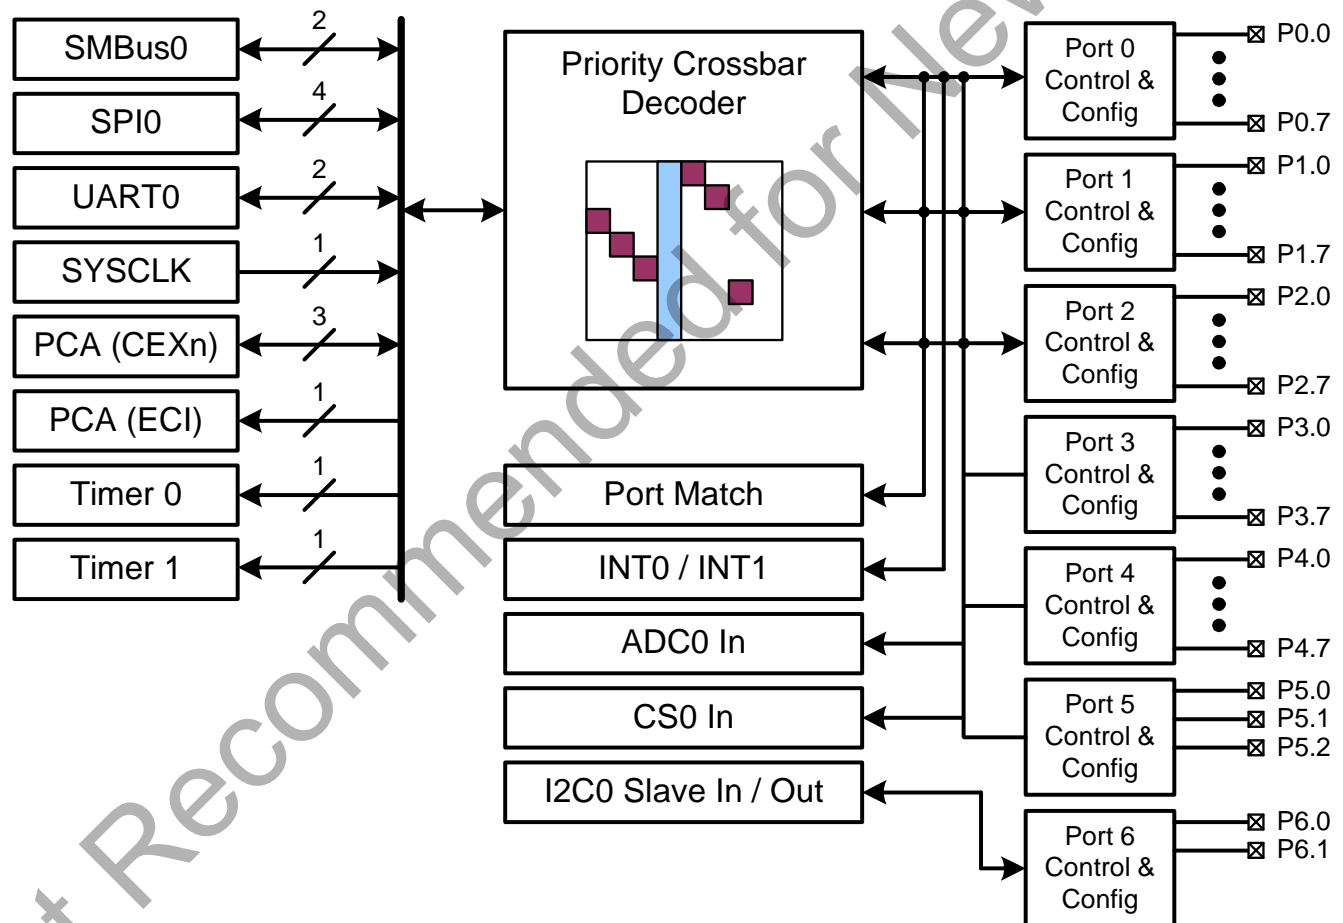 SMBus0
2
SPI0
4
UART0
2
SYSCLK
1
PCA (CEXn)
3
PCA (ECI)
1
Timer 0
1
Timer 1
1
Priority Crossbar
Decoder
Port Match
INT0 / INT1
ADC0 In
CS0 In
I2C0 Slave In / Out
Port 0
Control &
Config
P0.0
P0.7
Port 1
Control &
Config
P1.0
P1.7
Port 2
Control &
Config
P2.0
P2.7
Port 3
Control &
Config
P3.0
P3.7
Port 4
Control &
Config
P4.0
P4.7
Port 5
Control &
Config
P5.0
P5.1
P5.2
Port 6
Control &
Config
P6.0
P6.1
Recommended for New